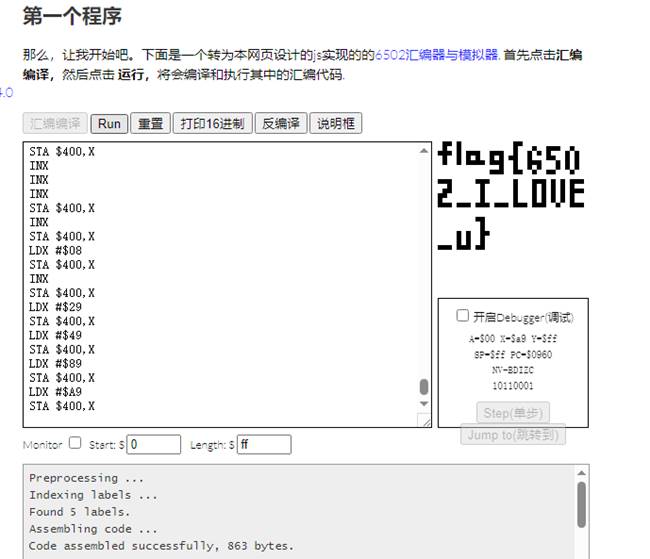 第一个程序
那么，让我开始吧。下面是一个转为本网页设计的js实现的的6502汇编器与模拟器. 首先点击汇编
编译，然后点击 运行，将会编译和执行其中的汇编代码.
4.0
汇编编译 Run 重置 打印16进制 反编译 说明框
STA $400,X
INX
INX
INX
STA $400,X
INX
STA $400,X
LDX #$08
STA $400,X
INX
STA $400,X
LDX #$29
STA $400,X
LDX #$49
STA $400,X
LDX #$89
STA $400,X
LDX #$A9
STA $400,X
flag{650
2_I_LOVE
_u}
开启Debugger(调试)
A=$00 X=$a9 Y=$ff
SP=$ff PC=$0960
NV-BDIZC
10110001
Step(单步)
Jump to(跳转到)
Monitor Start: $ 0 Length: $ ff
Preprocessing ...
Indexing labels ...
Found 5 labels.
Assembling code ...
Code assembled successfully, 863 bytes.